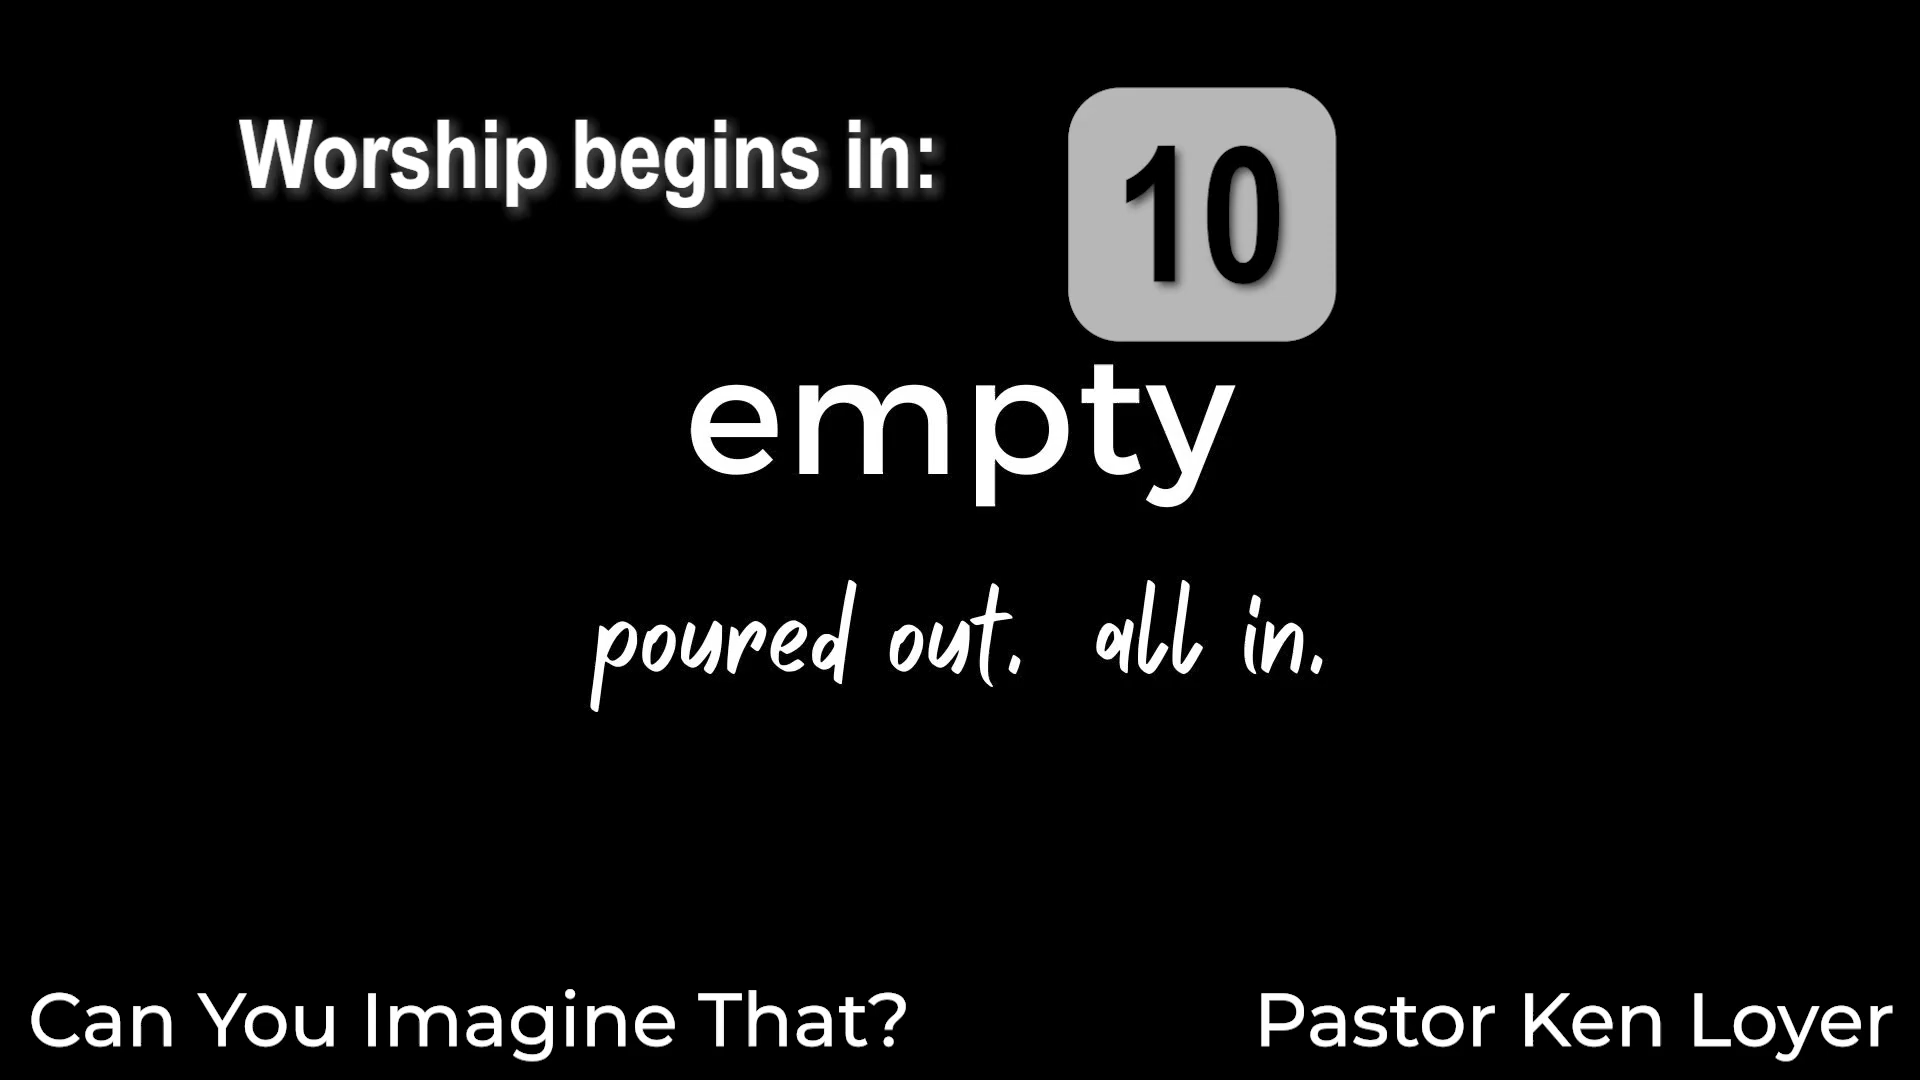 Worship begins in: 10
empty
poured out. all in.
Can You Imagine That?
Pastor Ken Loyer